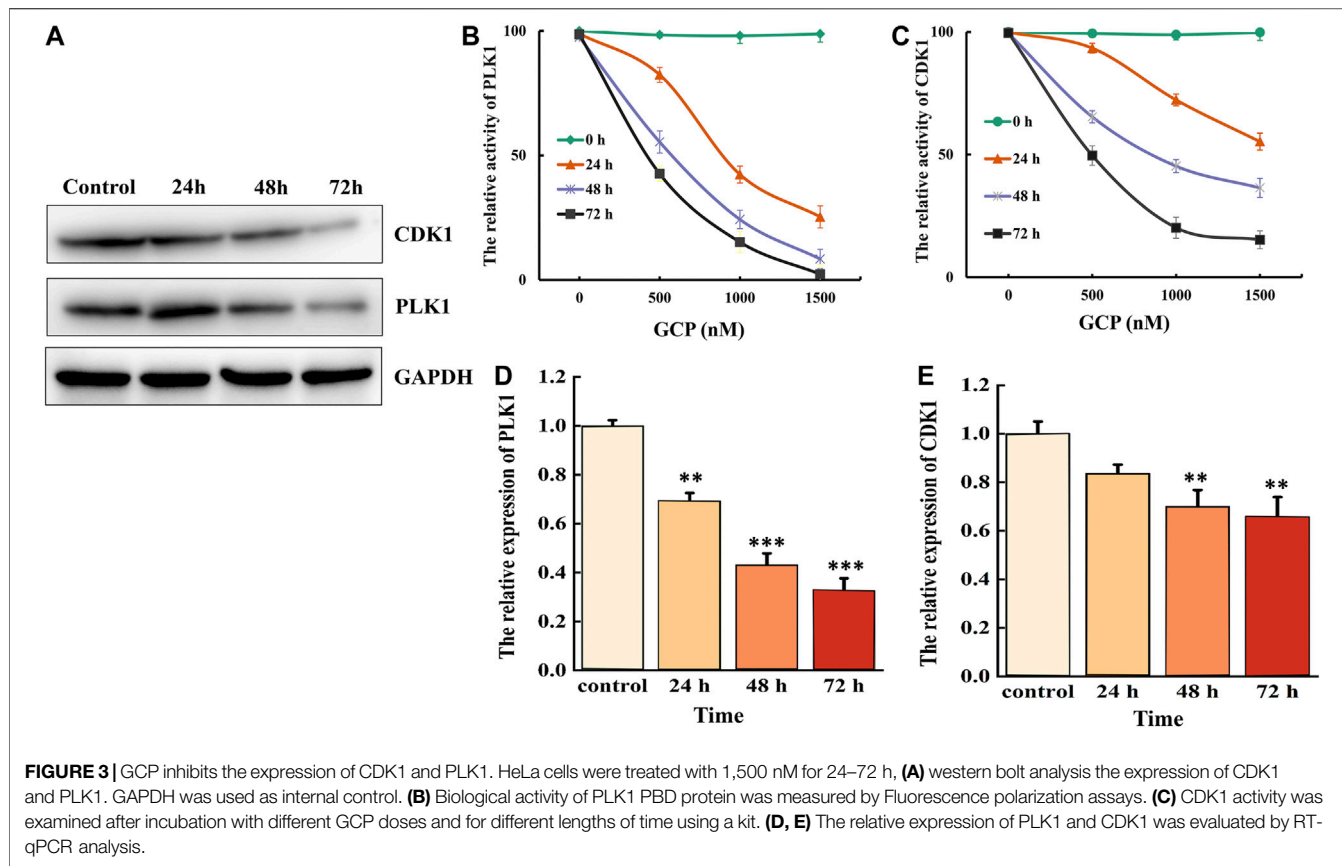 A
Control 24h 48h 72h
CDK1
PLK1
GAPDH
B
The relative activity of PLK1
100
50
0
0 h
24 h
48 h
72 h
0 500 1000 1500
GCP (nM)
C
The relative activity of CDK1
100
50
0
0 h
24 h
48 h
72 h
0 500 1000 1500
GCP (nM)
D
The relative expression of PLK1
1.2
1.0
0.8
0.6
0.4
0.2
0.0
**
***
***
control 24 h 48 h 72 h
Time
E
The relative expression of CDK1
1.2
1.0
0.8
0.6
0.4
0.2
0.0
**
**
control 24 h 48 h 72 h
Time
FIGURE 3 | GCP inhibits the expression of CDK1 and PLK1. HeLa cells were treated with 1,500 nM for 24–72 h, (A) western bolt analysis the expression of CDK1
and PLK1. GAPDH was used as internal control. (B) Biological activity of PLK1 PBD protein was measured by Fluorescence polarization assays. (C) CDK1 activity was
examined after incubation with different GCP doses and for different lengths of time using a kit. (D, E) The relative expression of PLK1 and CDK1 was evaluated by RT-
qPCR analysis.